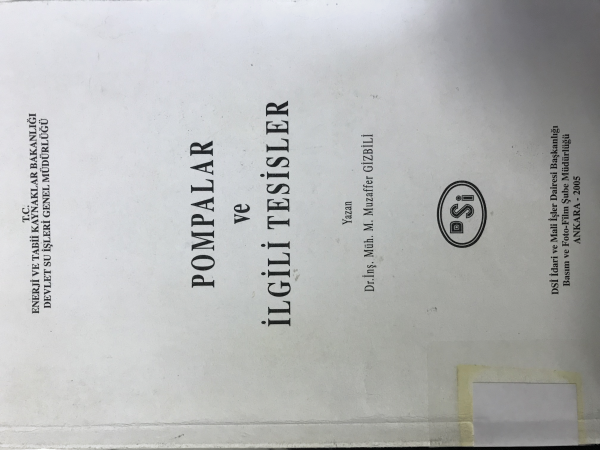 T.C.
ENERJİ VE TABİİ KAYNAKLAR BAKANLIĞI
DEVLET SU İŞLERİ GENEL MÜDÜRLÜĞÜ
POMPALAR
ve
İLGİLİ TESİSLER
Yazan
Dr.İnş. Müh. M. Muzaffer GİZBİLİ
DSİ
DSİ İdari ve Mali İşler Dairesi Başkanlığı
Basım ve Foto-Film Şube Müdürlüğü
ANKARA - 2005